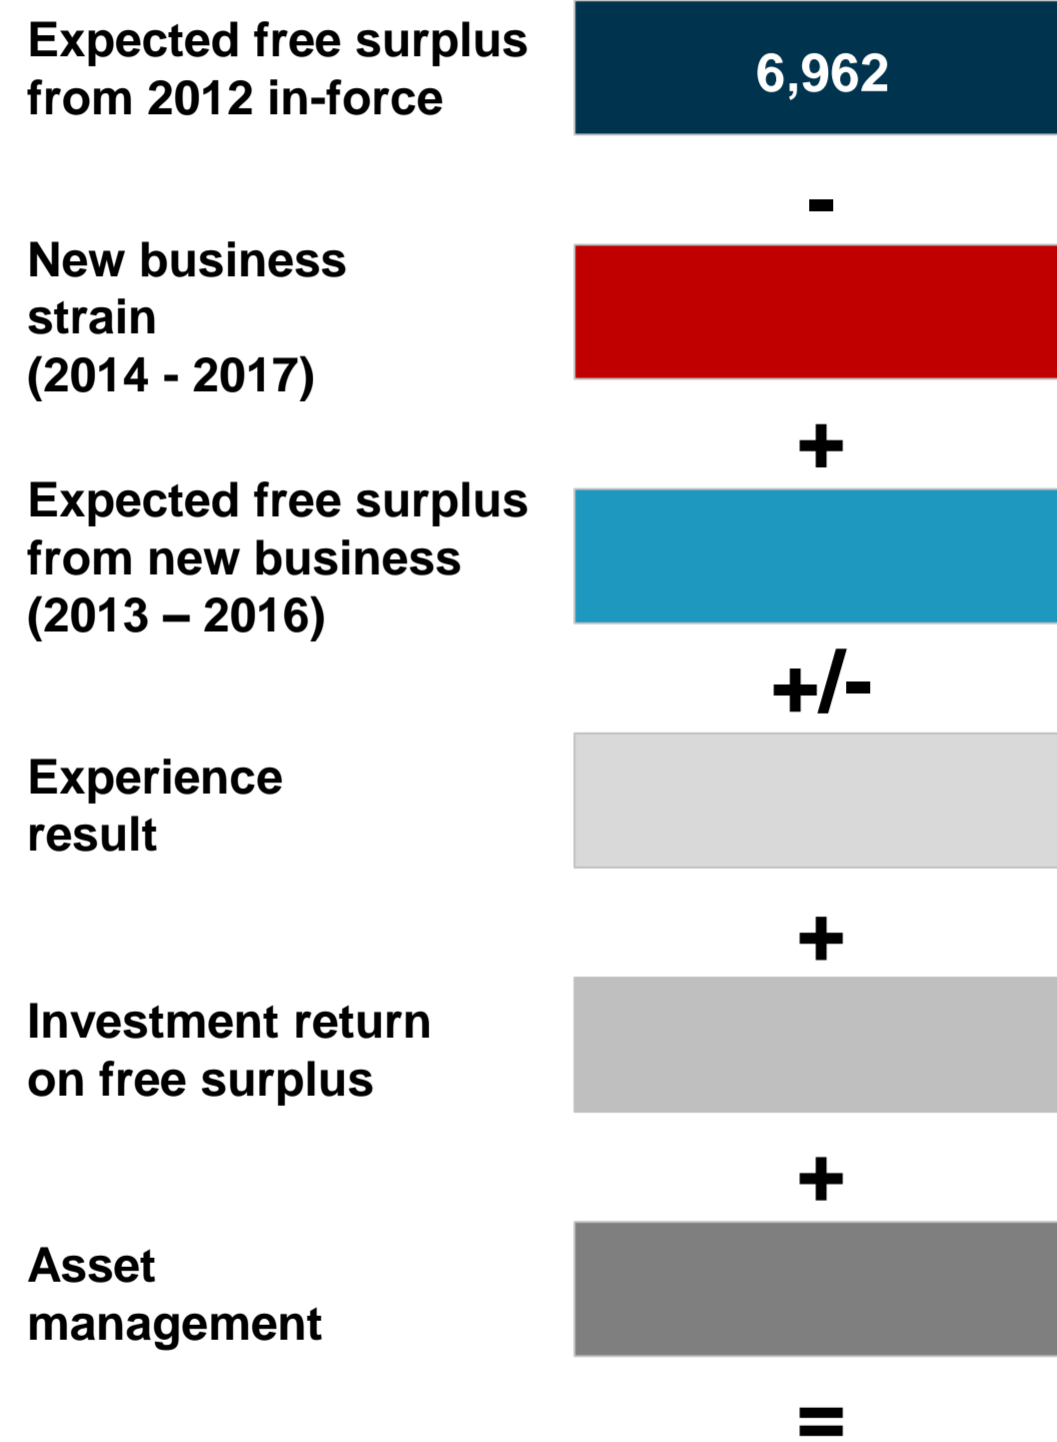 Expected free surplus
from 2012 in-force
6,962
-
New business
strain
(2014 - 2017)
+
Expected free surplus
from new business
(2013 – 2016)
+/-
Experience
result
+
Investment return
on free surplus
+
Asset
management
=